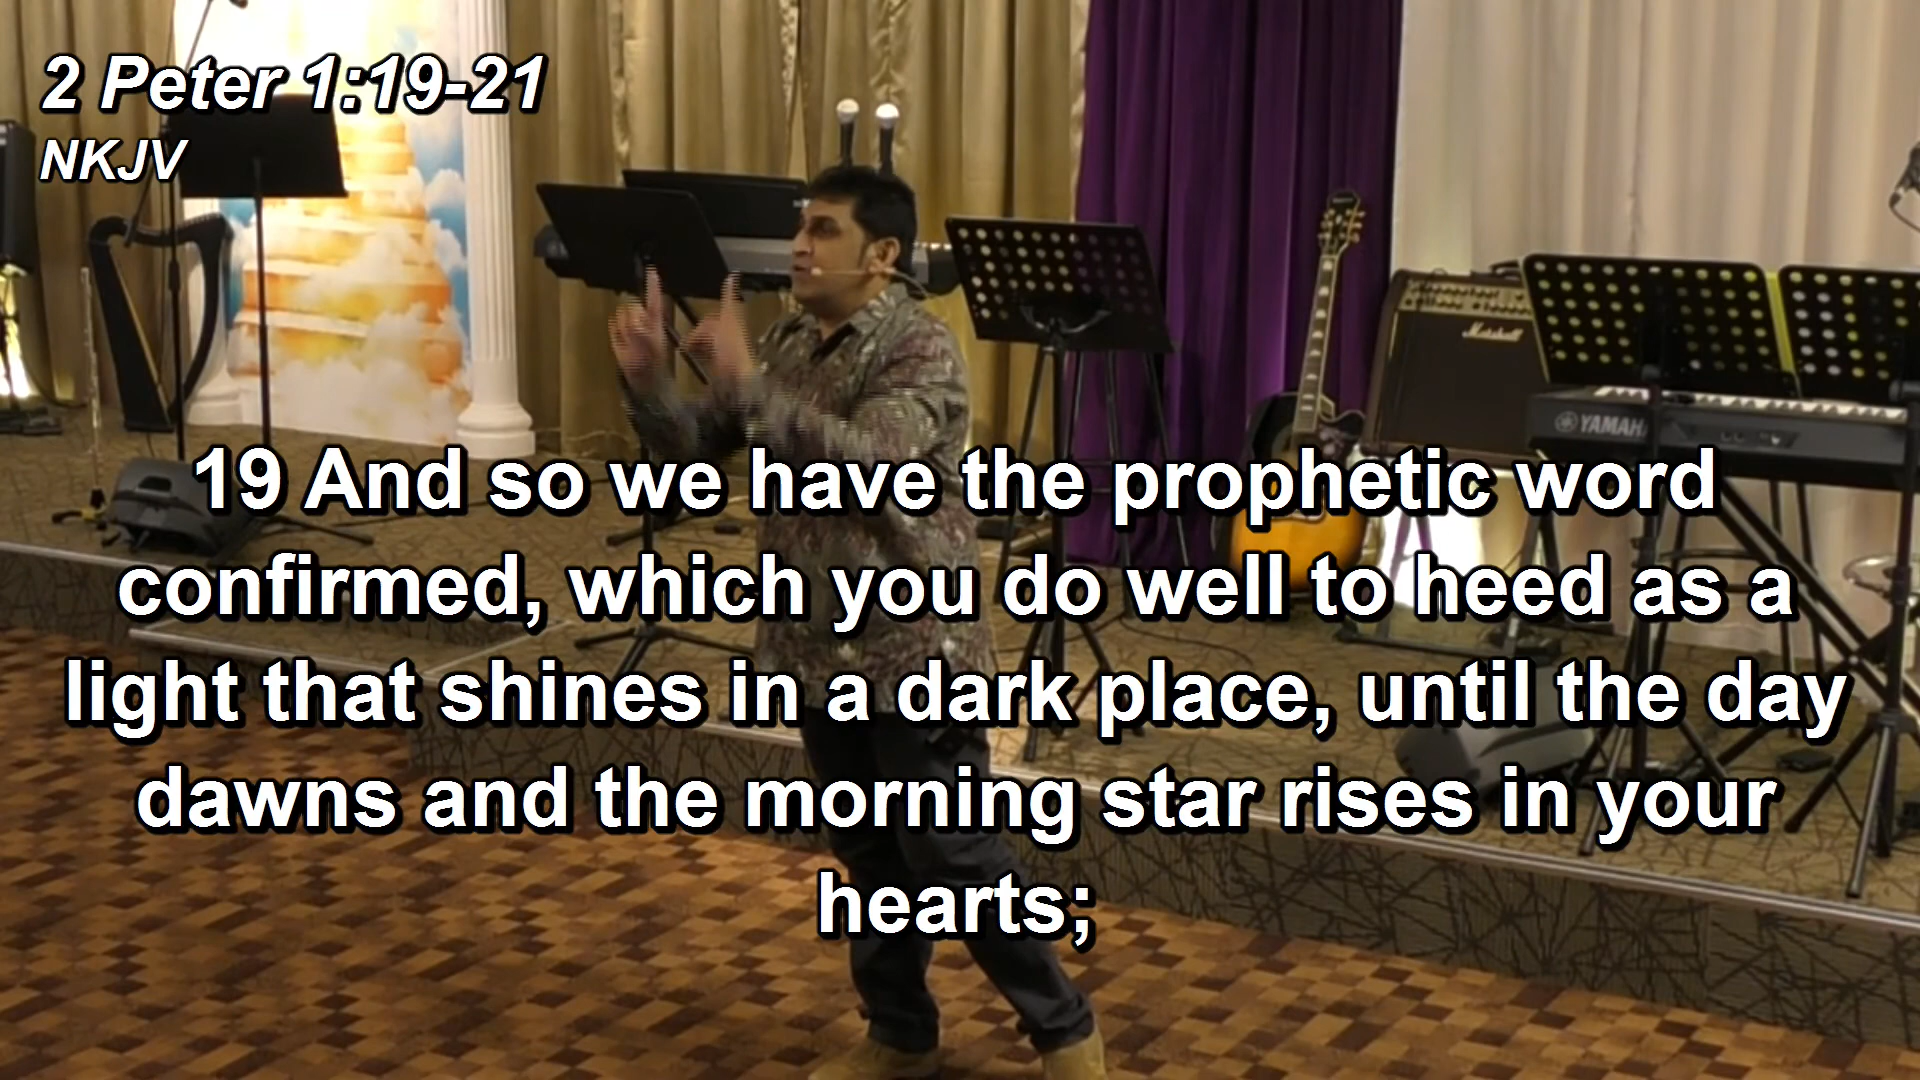 2 Peter 1:19-21
NKJV
Marshall
YAMAH
19 And so we have the prophetic word
confirmed, which you do well to heed as a
light that shines in a dark place, until the day
dawns and the morning star rises in your
hearts;